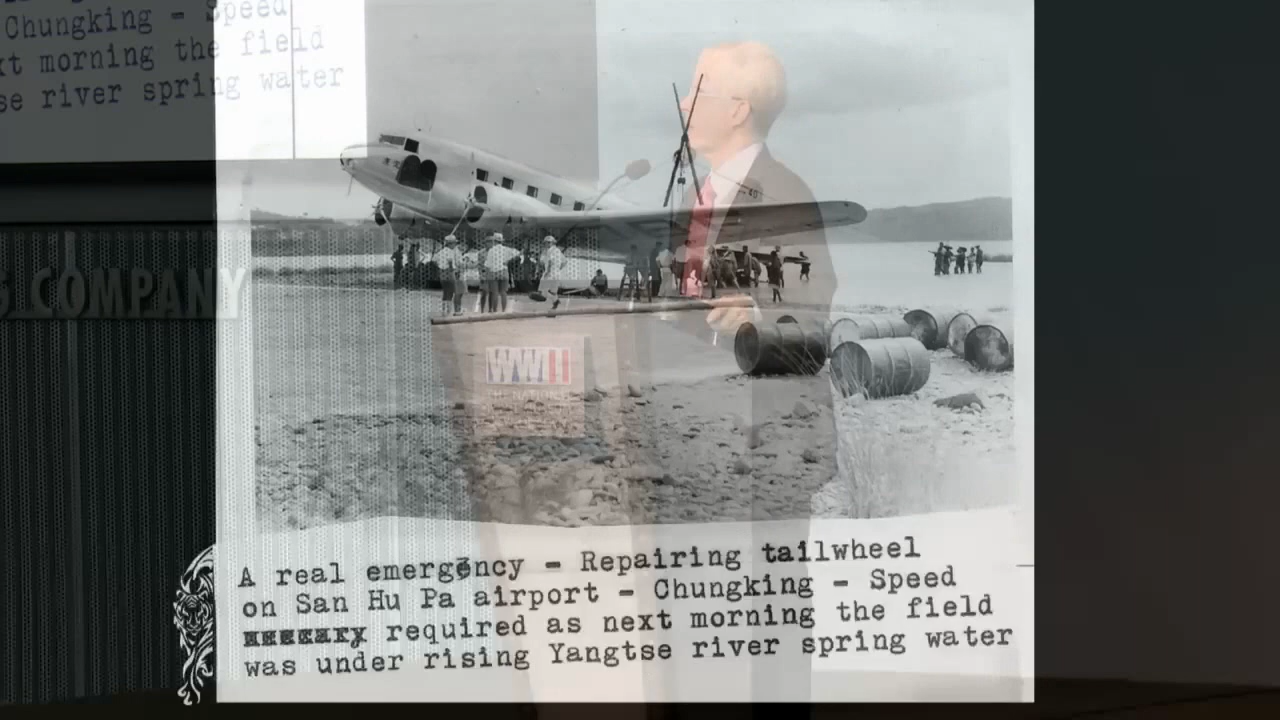 Chungking - Speed
xt morning the field
se river spring water
G COMPANY
WWII
A real emergency - Repairing tailwheel
on San Hu Pa airport - Chungking - Speed
required as next morning the field
was under rising Yangtse river spring water